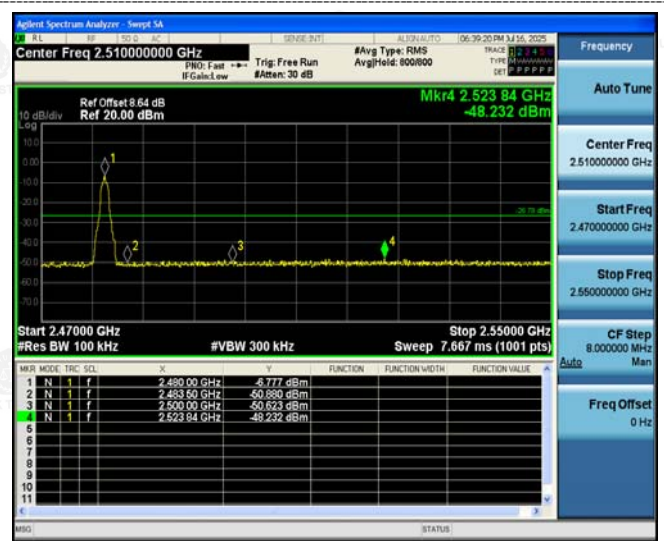 Agilent Spectrum Analyzer - Swept SA
RL RF 50 Ω AC SENSE:INT ALIGNAUTO 06:39:20 PM Jul 16, 2025
Center Freq 2.510000000 GHz #Avg Type: RMS TRACE 1 2 3 4 5 6
PNO: Fast Trig: Free Run Avg|Hold: 600/600 TYPE
IFGain:Low #Atten: 30 dB DET P P P P P P
Mkr4 2.523 84 GHz
Ref Offset 8.64 dB
10 dB/div Ref 20.00 dBm -48.232 dBm
Log
10.0
0.00
-10.0
-20.0
-30.0
-40.0
-50.0
-60.0
-70.0
1
2
3
4
Start 2.47000 GHz Stop 2.55000 GHz
#Res BW 100 kHz #VBW 300 kHz Sweep 7.667 ms (1001 pts)
MKR MODE TRC SCL X Y FUNCTION FUNCTION WIDTH FUNCTION VALUE
1 N 1 f 2.480 00 GHz -6.777 dBm
2 N 1 f 2.483 50 GHz -50.880 dBm
3 N 1 f 2.500 00 GHz -50.623 dBm
4 N 1 f 2.523 84 GHz -48.232 dBm
5
6
7
8
9
10
11
MSG STATUS
Frequency
Auto Tune
Center Freq
2.510000000 GHz
Start Freq
2.470000000 GHz
Stop Freq
2.550000000 GHz
CF Step
8.000000 MHz
Auto Man
Freq Offset
0 Hz